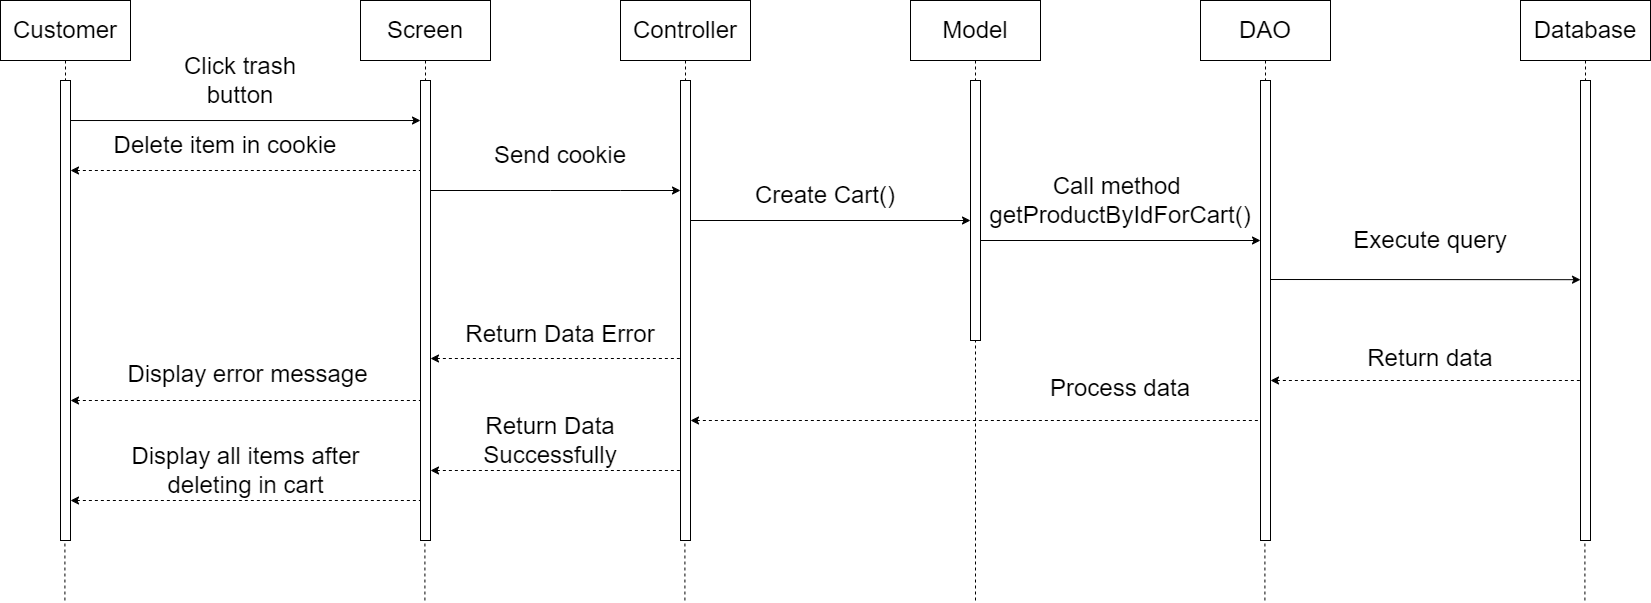 Customer
Screen
Controller
Model
DAO
Database
Click trash
button
Delete item in cookie
Send cookie
Create Cart()
Call method
getProductByIdForCart()
Execute query
Return Data Error
Return data
Display error message
Process data
Return Data
Successfully
Display all items after
deleting in cart